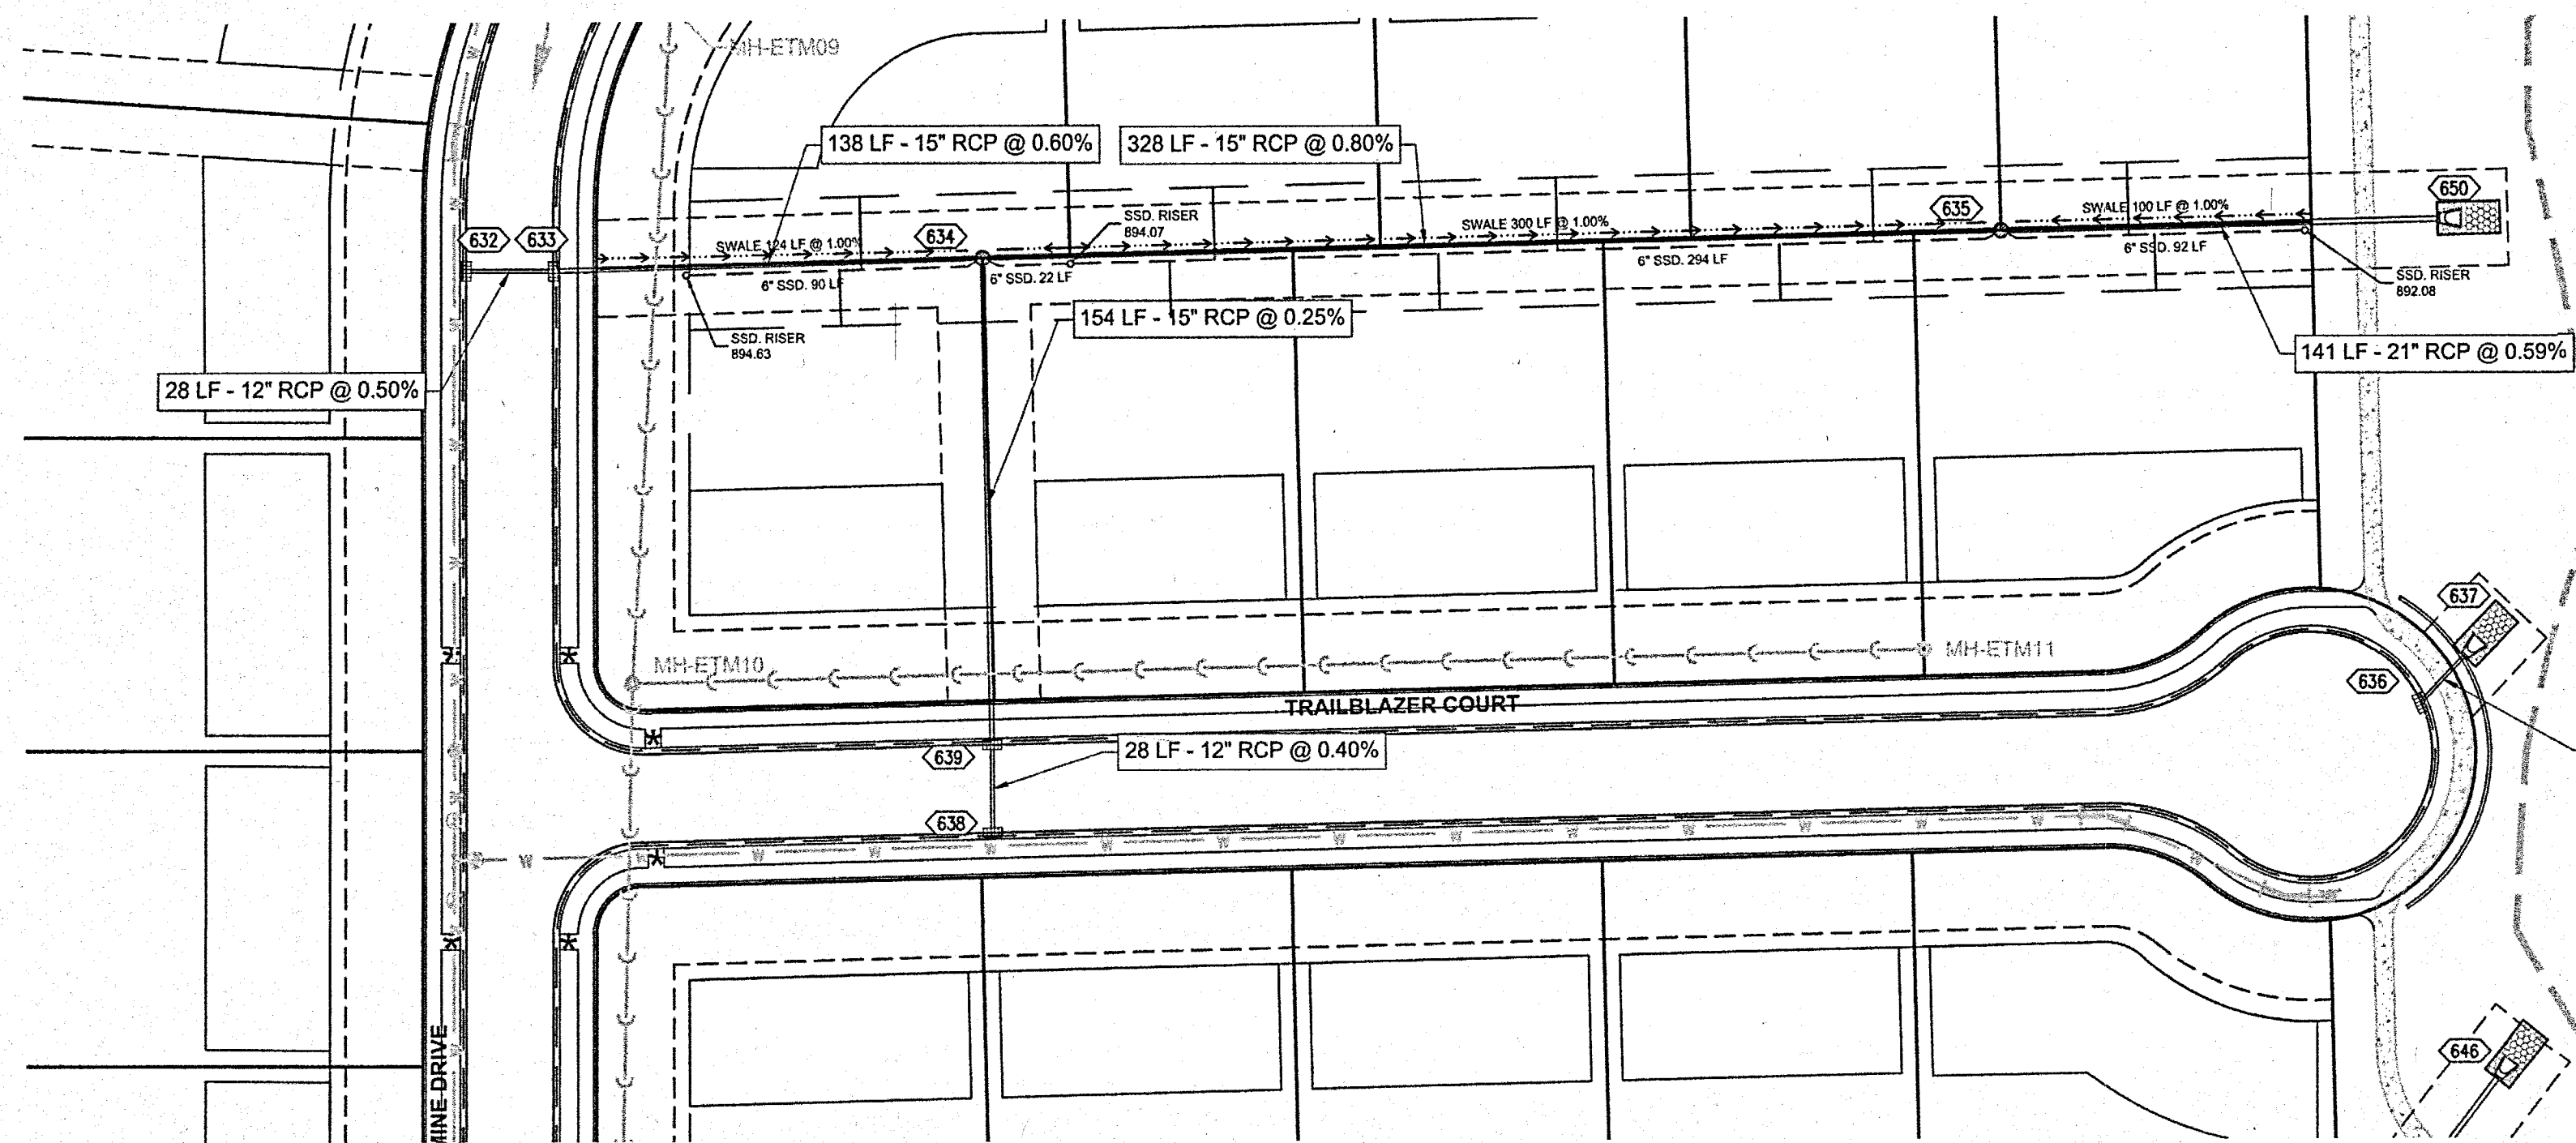 MH-ETM09
138 LF - 15" RCP @ 0.60%
328 LF - 15" RCP @ 0.80%
650
632
633
634
635
SSD. RISER
894.07
SWALE 124 LF @ 1.00%
SWALE 300 LF @ 1.00%
SWALE 100 LF @ 1.00%
6" SSD. 90 LF
6" SSD. 22 LF
6" SSD. 294 LF
6" SSD. 92 LF
SSD. RISER
892.08
SSD. RISER
894.63
154 LF - 15" RCP @ 0.25%
141 LF - 21" RCP @ 0.59%
28 LF - 12" RCP @ 0.50%
637
MH-ETM10
MH-ETM11
636
TRAILBLAZER COURT
639
28 LF - 12" RCP @ 0.40%
638
W
646
MINE DRIVE